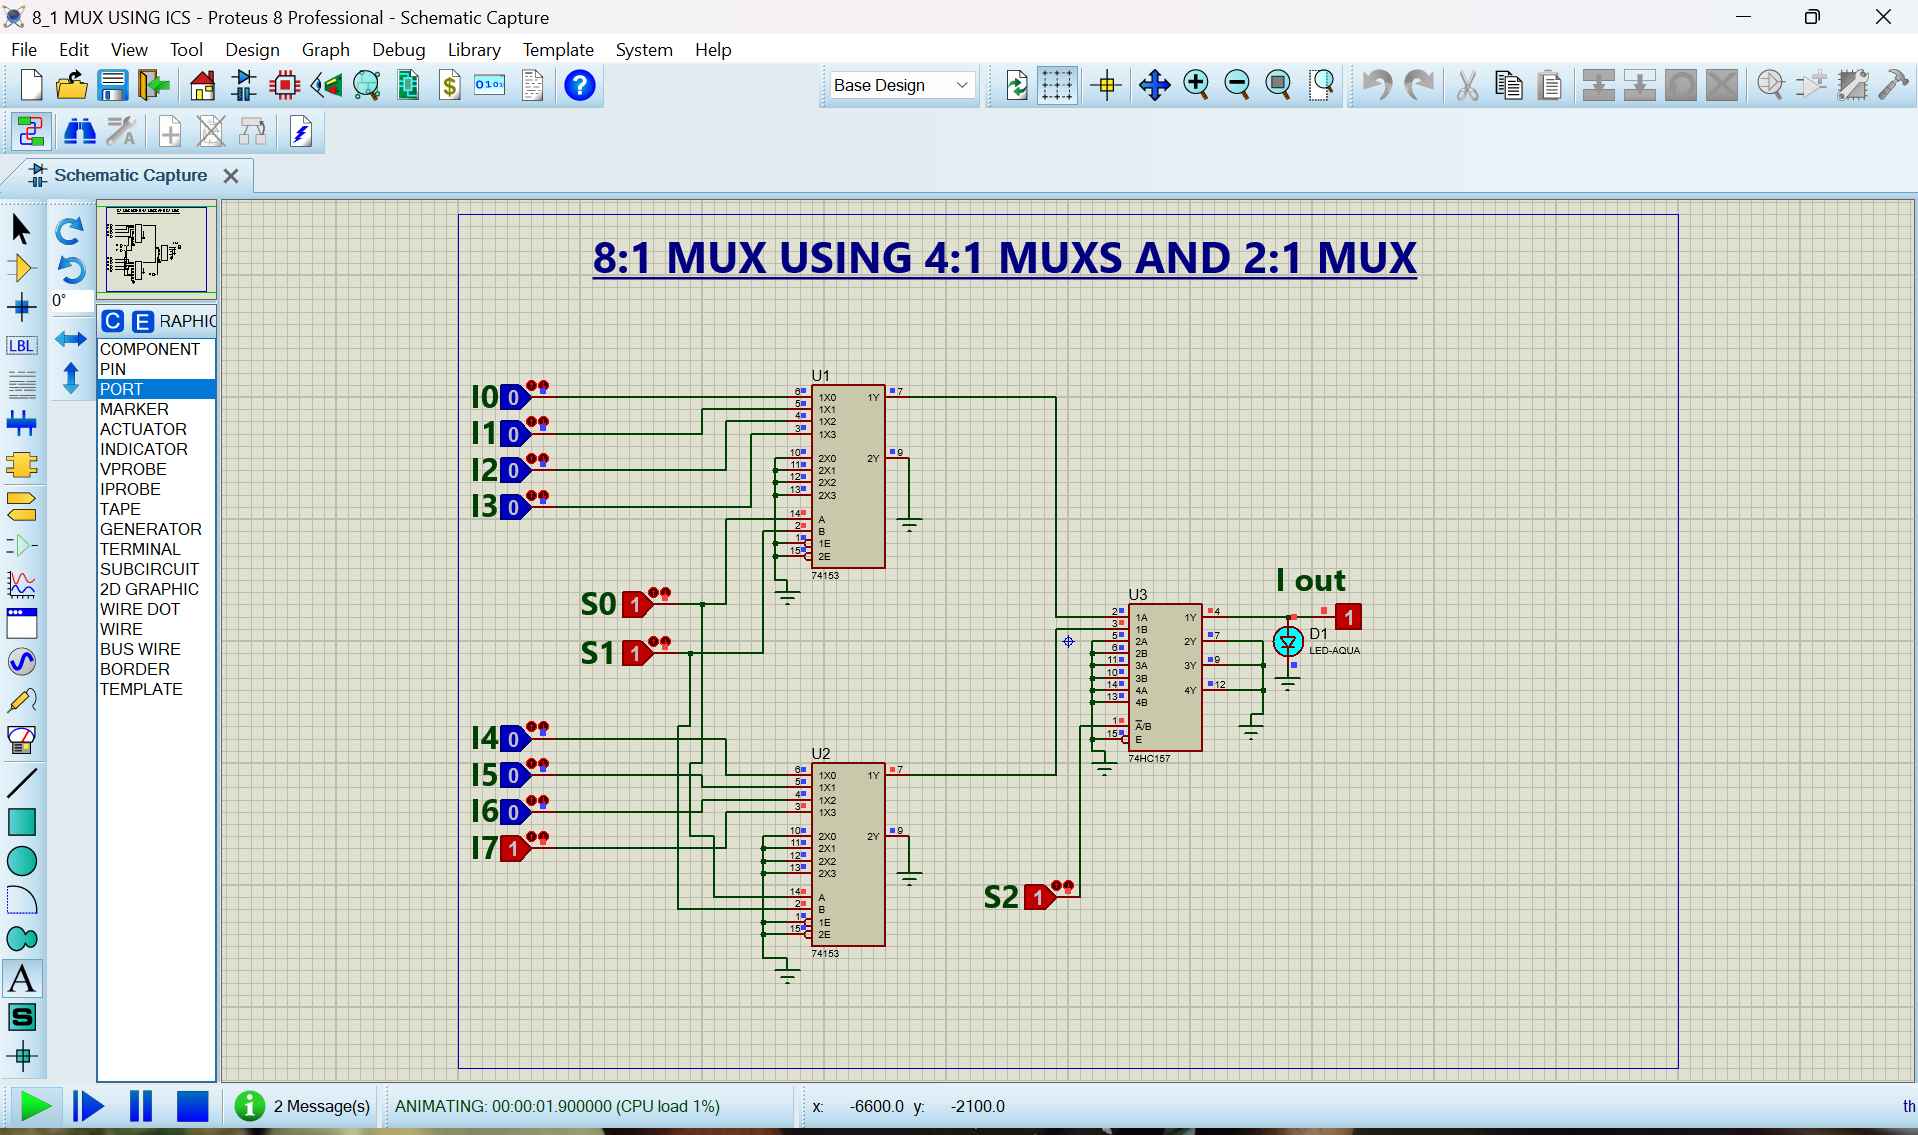 8_1 MUX USING ICS - Proteus 8 Professional - Schematic Capture
File Edit View Tool Design Graph Debug Library Template System Help
Base Design
Schematic Capture
0°
C E RAPHIC
COMPONENT
PIN
PORT
MARKER
ACTUATOR
INDICATOR
VPROBE
IPROBE
TAPE
GENERATOR
TERMINAL
SUBCIRCUIT
2D GRAPHIC
WIRE DOT
WIRE
BUS WIRE
BORDER
TEMPLATE
LBL
A
S
8:1 MUX USING 4:1 MUXS AND 2:1 MUX
I0 0
I1 0
I2 0
I3 0
S0 1
S1 1
I4 0
I5 0
I6 0
I7 1
U1
6 1X0 1Y 7
5 1X1
4 1X2
3 1X3
10 2X0 2Y 9
11 2X1
12 2X2
13 2X3
14 A
2 B
1 1E
15 2E
74153
U2
6 1X0 1Y 7
5 1X1
4 1X2
3 1X3
10 2X0 2Y 9
11 2X1
12 2X2
13 2X3
14 A
2 B
1 1E
15 2E
74153
S2 1
U3
2 1A 1Y 4
3 1B
5 2A 2Y 7
6 2B
11 3A 3Y 9
10 3B
14 4A 4Y 12
13 4B
1 A/B
15 E
74HC157
I out
1
D1
LED-AQUA
2 Message(s) ANIMATING: 00:00:01.900000 (CPU load 1%) x: -6600.0 y: -2100.0 th